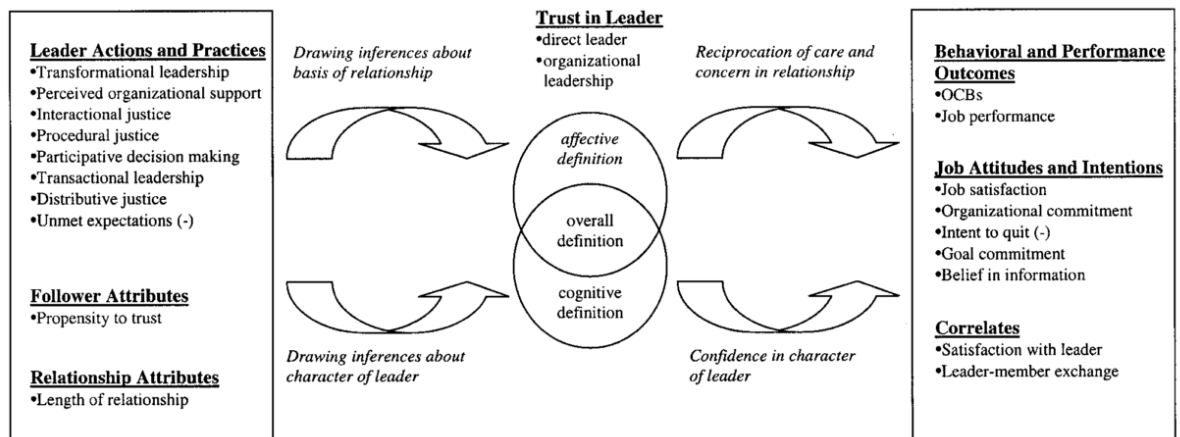 Leader Actions and Practices
•Transformational leadership
•Perceived organizational support
•Interactional justice
•Procedural justice
•Participative decision making
•Transactional leadership
•Distributive justice
•Unmet expectations (-)
Follower Attributes
•Propensity to trust
Relationship Attributes
•Length of relationship
Drawing inferences about
basis of relationship
Drawing inferences about
character of leader
Trust in Leader
•direct leader
•organizational
leadership
affective
definition
overall
definition
cognitive
definition
Reciprocation of care and
concern in relationship
Confidence in character
of leader
Behavioral and Performance
Outcomes
•OCBs
•Job performance
Job Attitudes and Intentions
•Job satisfaction
•Organizational commitment
•Intent to quit (-)
•Goal commitment
•Belief in information
Correlates
•Satisfaction with leader
•Leader-member exchange